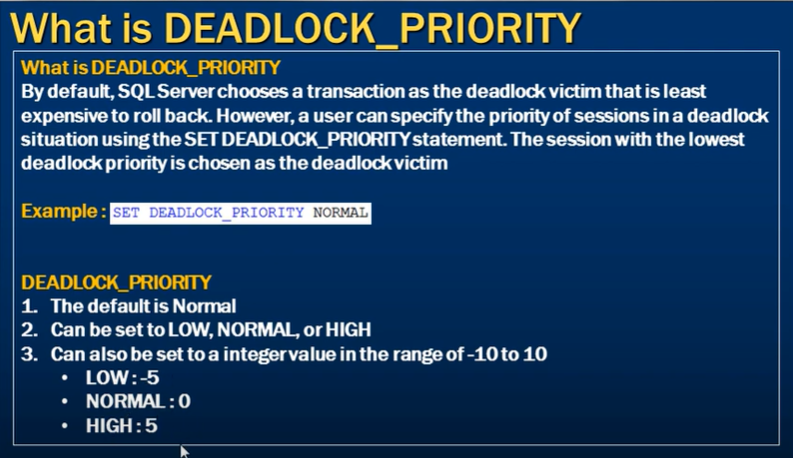 What is DEADLOCK_PRIORITY
What is DEADLOCK_PRIORITY
By default, SQL Server chooses a transaction as the deadlock victim that is least
expensive to roll back. However, a user can specify the priority of sessions in a deadlock
situation using the SET DEADLOCK_PRIORITY statement. The session with the lowest
deadlock priority is chosen as the deadlock victim
Example : SET DEADLOCK_PRIORITY NORMAL
DEADLOCK_PRIORITY
1. The default is Normal
2. Can be set to LOW, NORMAL, or HIGH
3. Can also be set to a integer value in the range of -10 to 10
• LOW : -5
• NORMAL : 0
• HIGH : 5